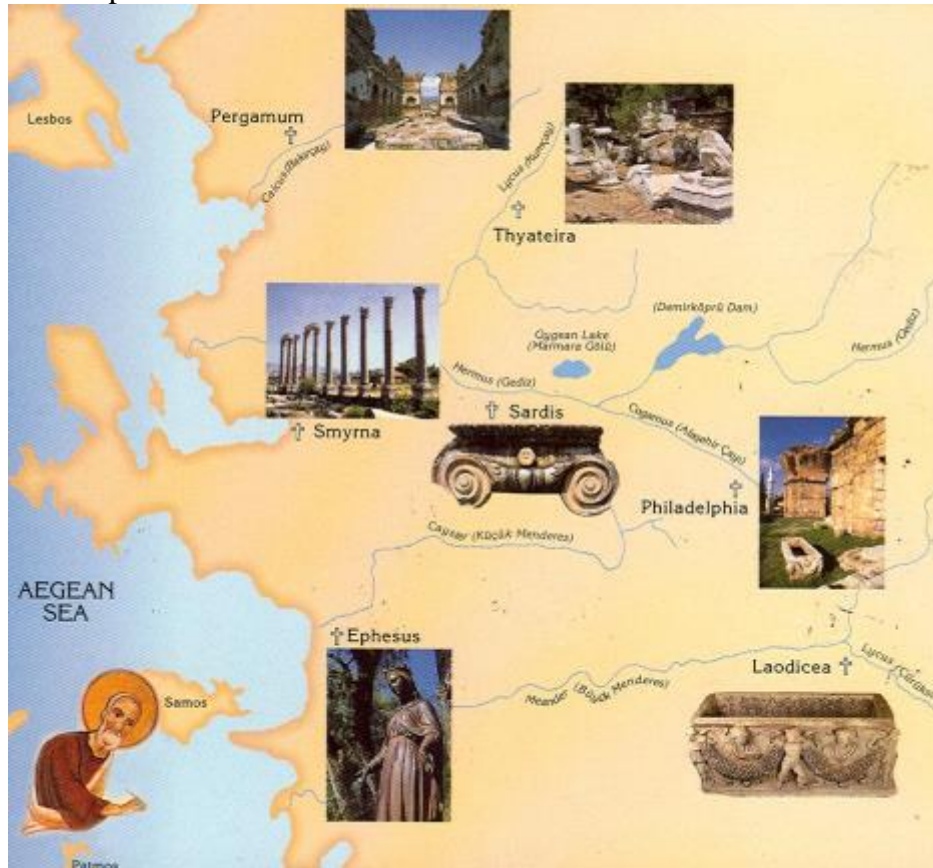 Lesbos
Pergamum
Caicus (Bakırçay)
Lycus (Kumçay)
Thyateira
(Demirköprü Dam)
Gygean Lake
(Marmara Gölü)
Hermus (Gediz)
Hermus (Gediz)
Sardis
Smyrna
Cogamus (Alaşehir Çayı)
Philadelphia
Cayster (Küçük Menderes)
AEGEAN
SEA
Ephesus
Laodicea
Lycus
Meander (Büyük Menderes)
Samos
Patmos